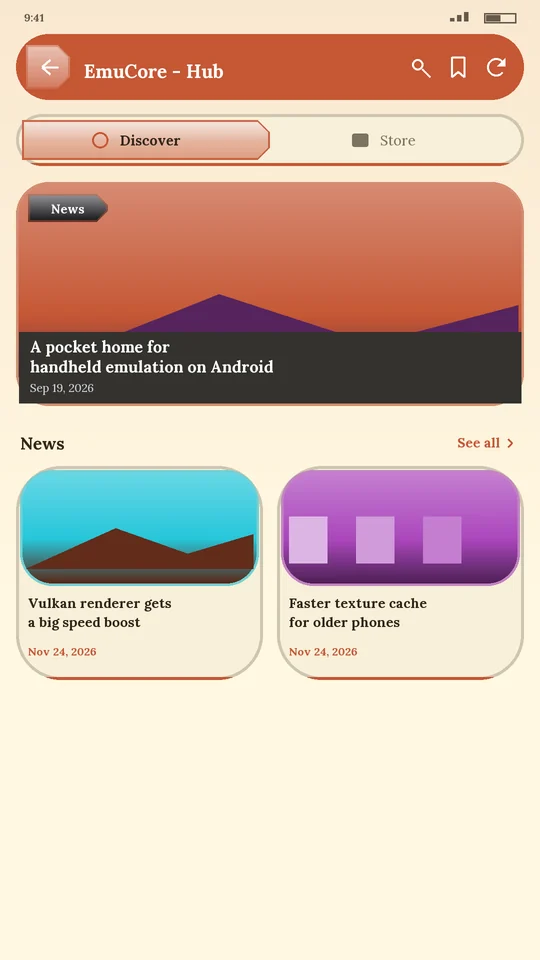 9:41
EmuCore - Hub
Discover
Store
News
A pocket home for
handheld emulation on Android
Sep 19, 2026
News
See all
Vulkan renderer gets
a big speed boost
Nov 24, 2026
Faster texture cache
for older phones
Nov 24, 2026